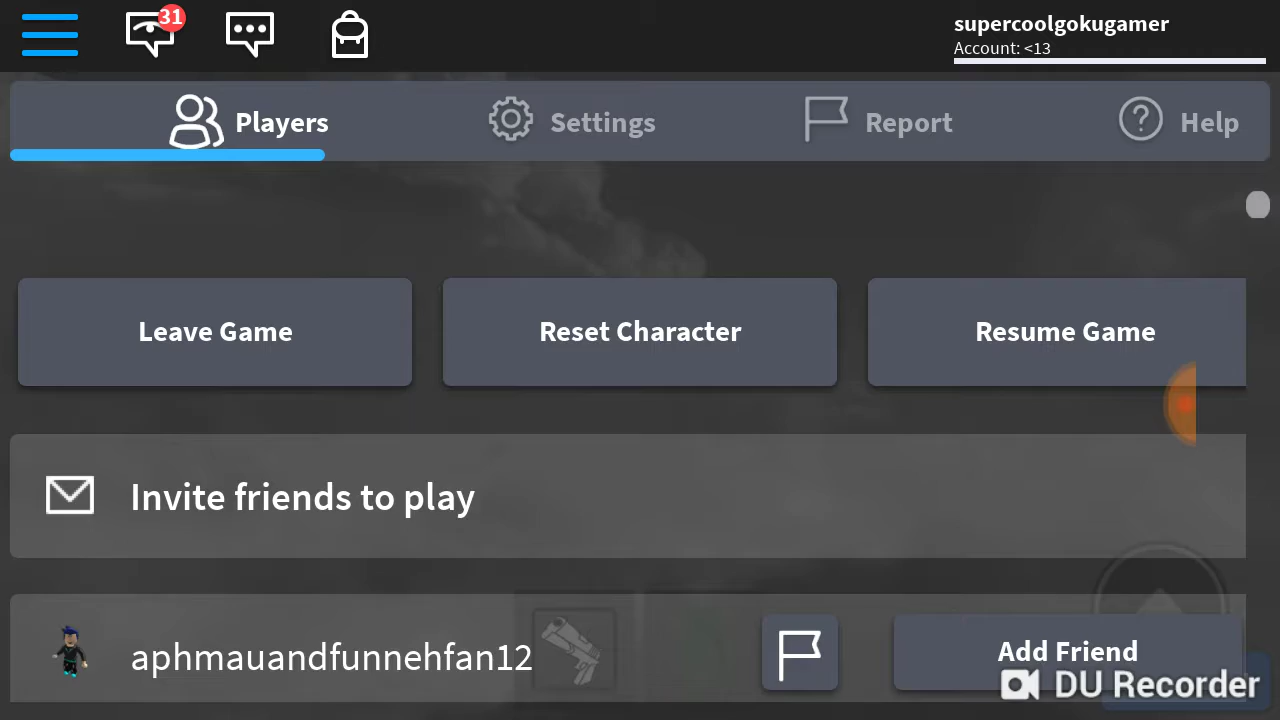 31
supercoolgokugamer
Account: <13
Players
Settings
Report
Help
Leave Game
Reset Character
Resume Game
Invite friends to play
aphmauandfunnehfan12
Add Friend
DU Recorder